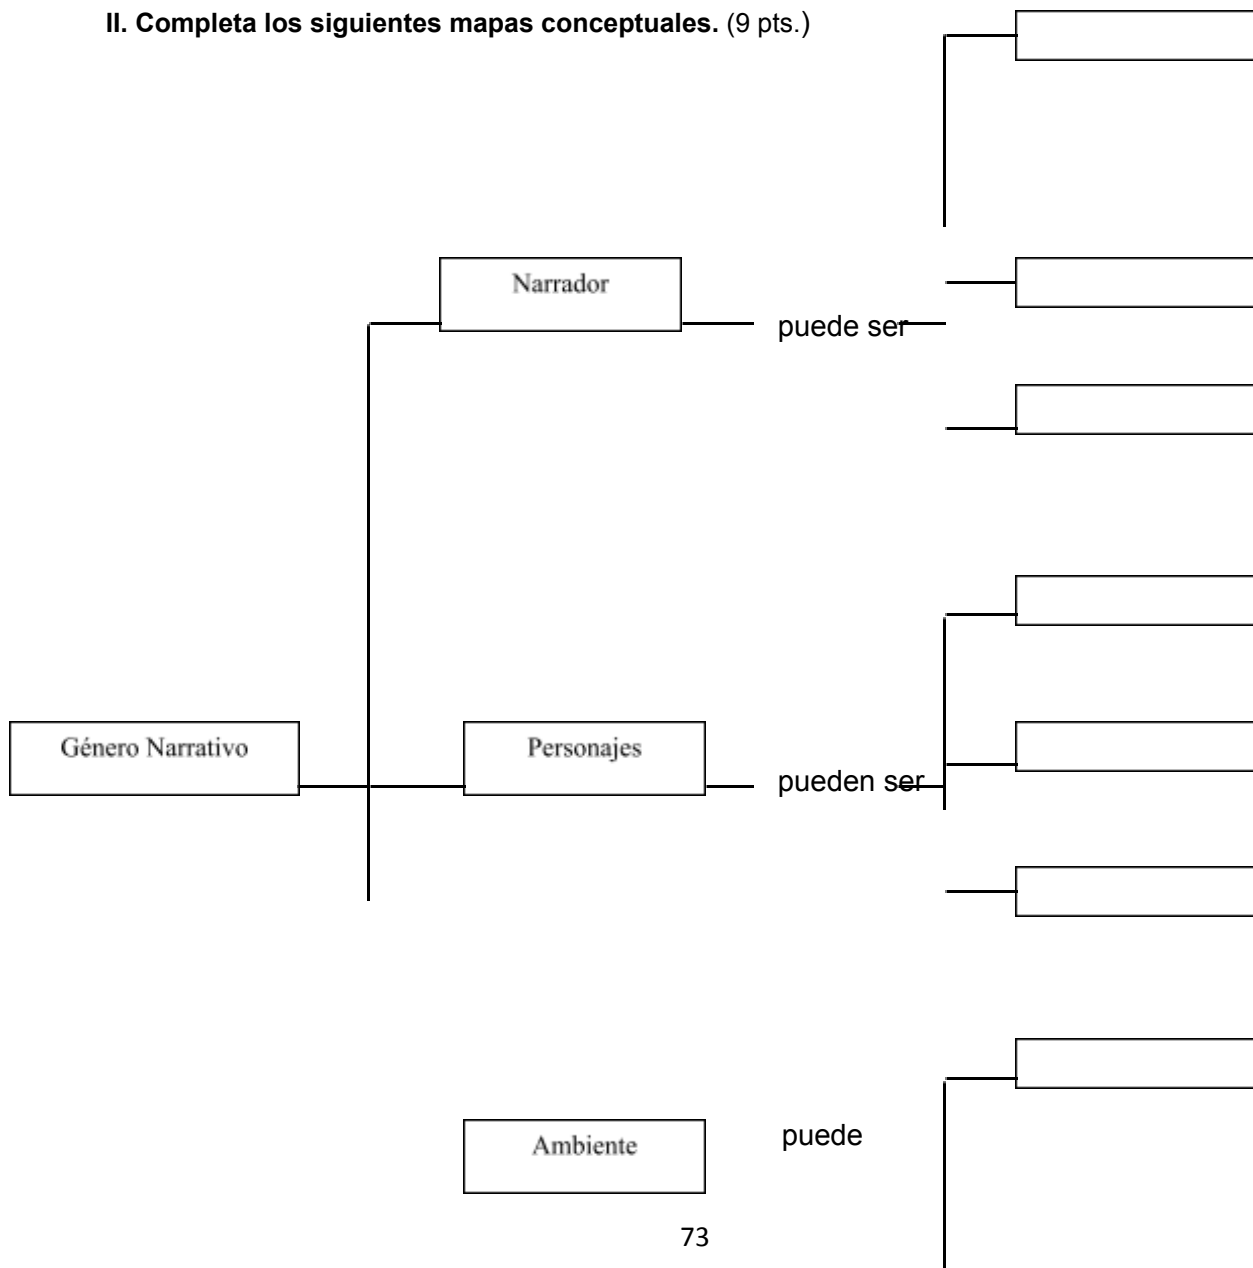 II. Completa los siguientes mapas conceptuales. (9 pts.)
Narrador
puede ser
Género Narrativo
Personajes
pueden ser
Ambiente
puede
73